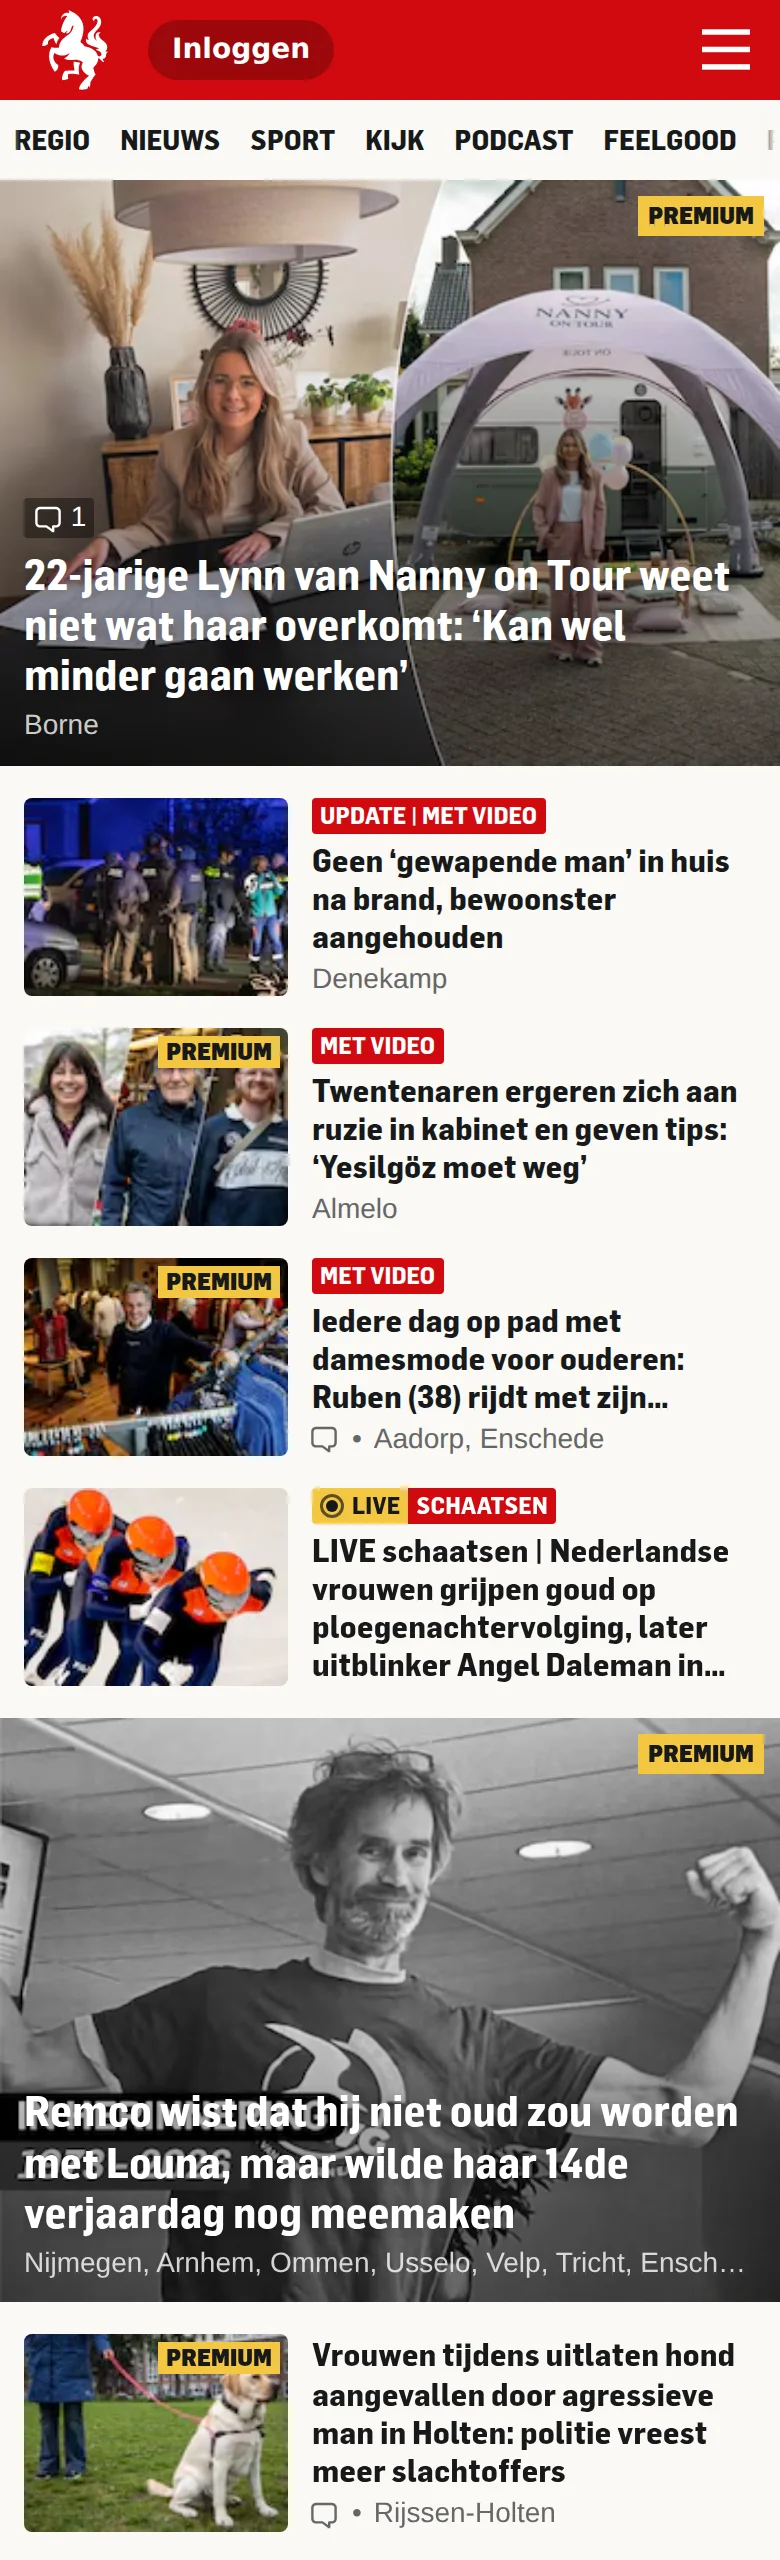 Inloggen
REGIO NIEUWS SPORT KIJK PODCAST FEELGOOD
PREMIUM
NANNY
ON TOUR
1
22-jarige Lynn van Nanny on Tour weet
niet wat haar overkomt: ‘Kan wel
minder gaan werken’
Borne
UPDATE | MET VIDEO
Geen ‘gewapende man’ in huis
na brand, bewoonster
aangehouden
Denekamp
PREMIUM
MET VIDEO
Twentenaren ergeren zich aan
ruzie in kabinet en geven tips:
‘Yesilgöz moet weg’
Almelo
PREMIUM
MET VIDEO
Iedere dag op pad met
damesmode voor ouderen:
Ruben (38) rijdt met zijn...
• Aadorp, Enschede
LIVE SCHAATSEN
LIVE schaatsen | Nederlandse
vrouwen grijpen goud op
ploegenachtervolging, later
uitblinker Angel Daleman in...
PREMIUM
Remco wist dat hij niet oud zou worden
met Louna, maar wilde haar 14de
verjaardag nog meemaken
Nijmegen, Arnhem, Ommen, Usselo, Velp, Tricht, Ensch...
PREMIUM
Vrouwen tijdens uitlaten hond
aangevallen door agressieve
man in Holten: politie vreest
meer slachtoffers
• Rijssen-Holten